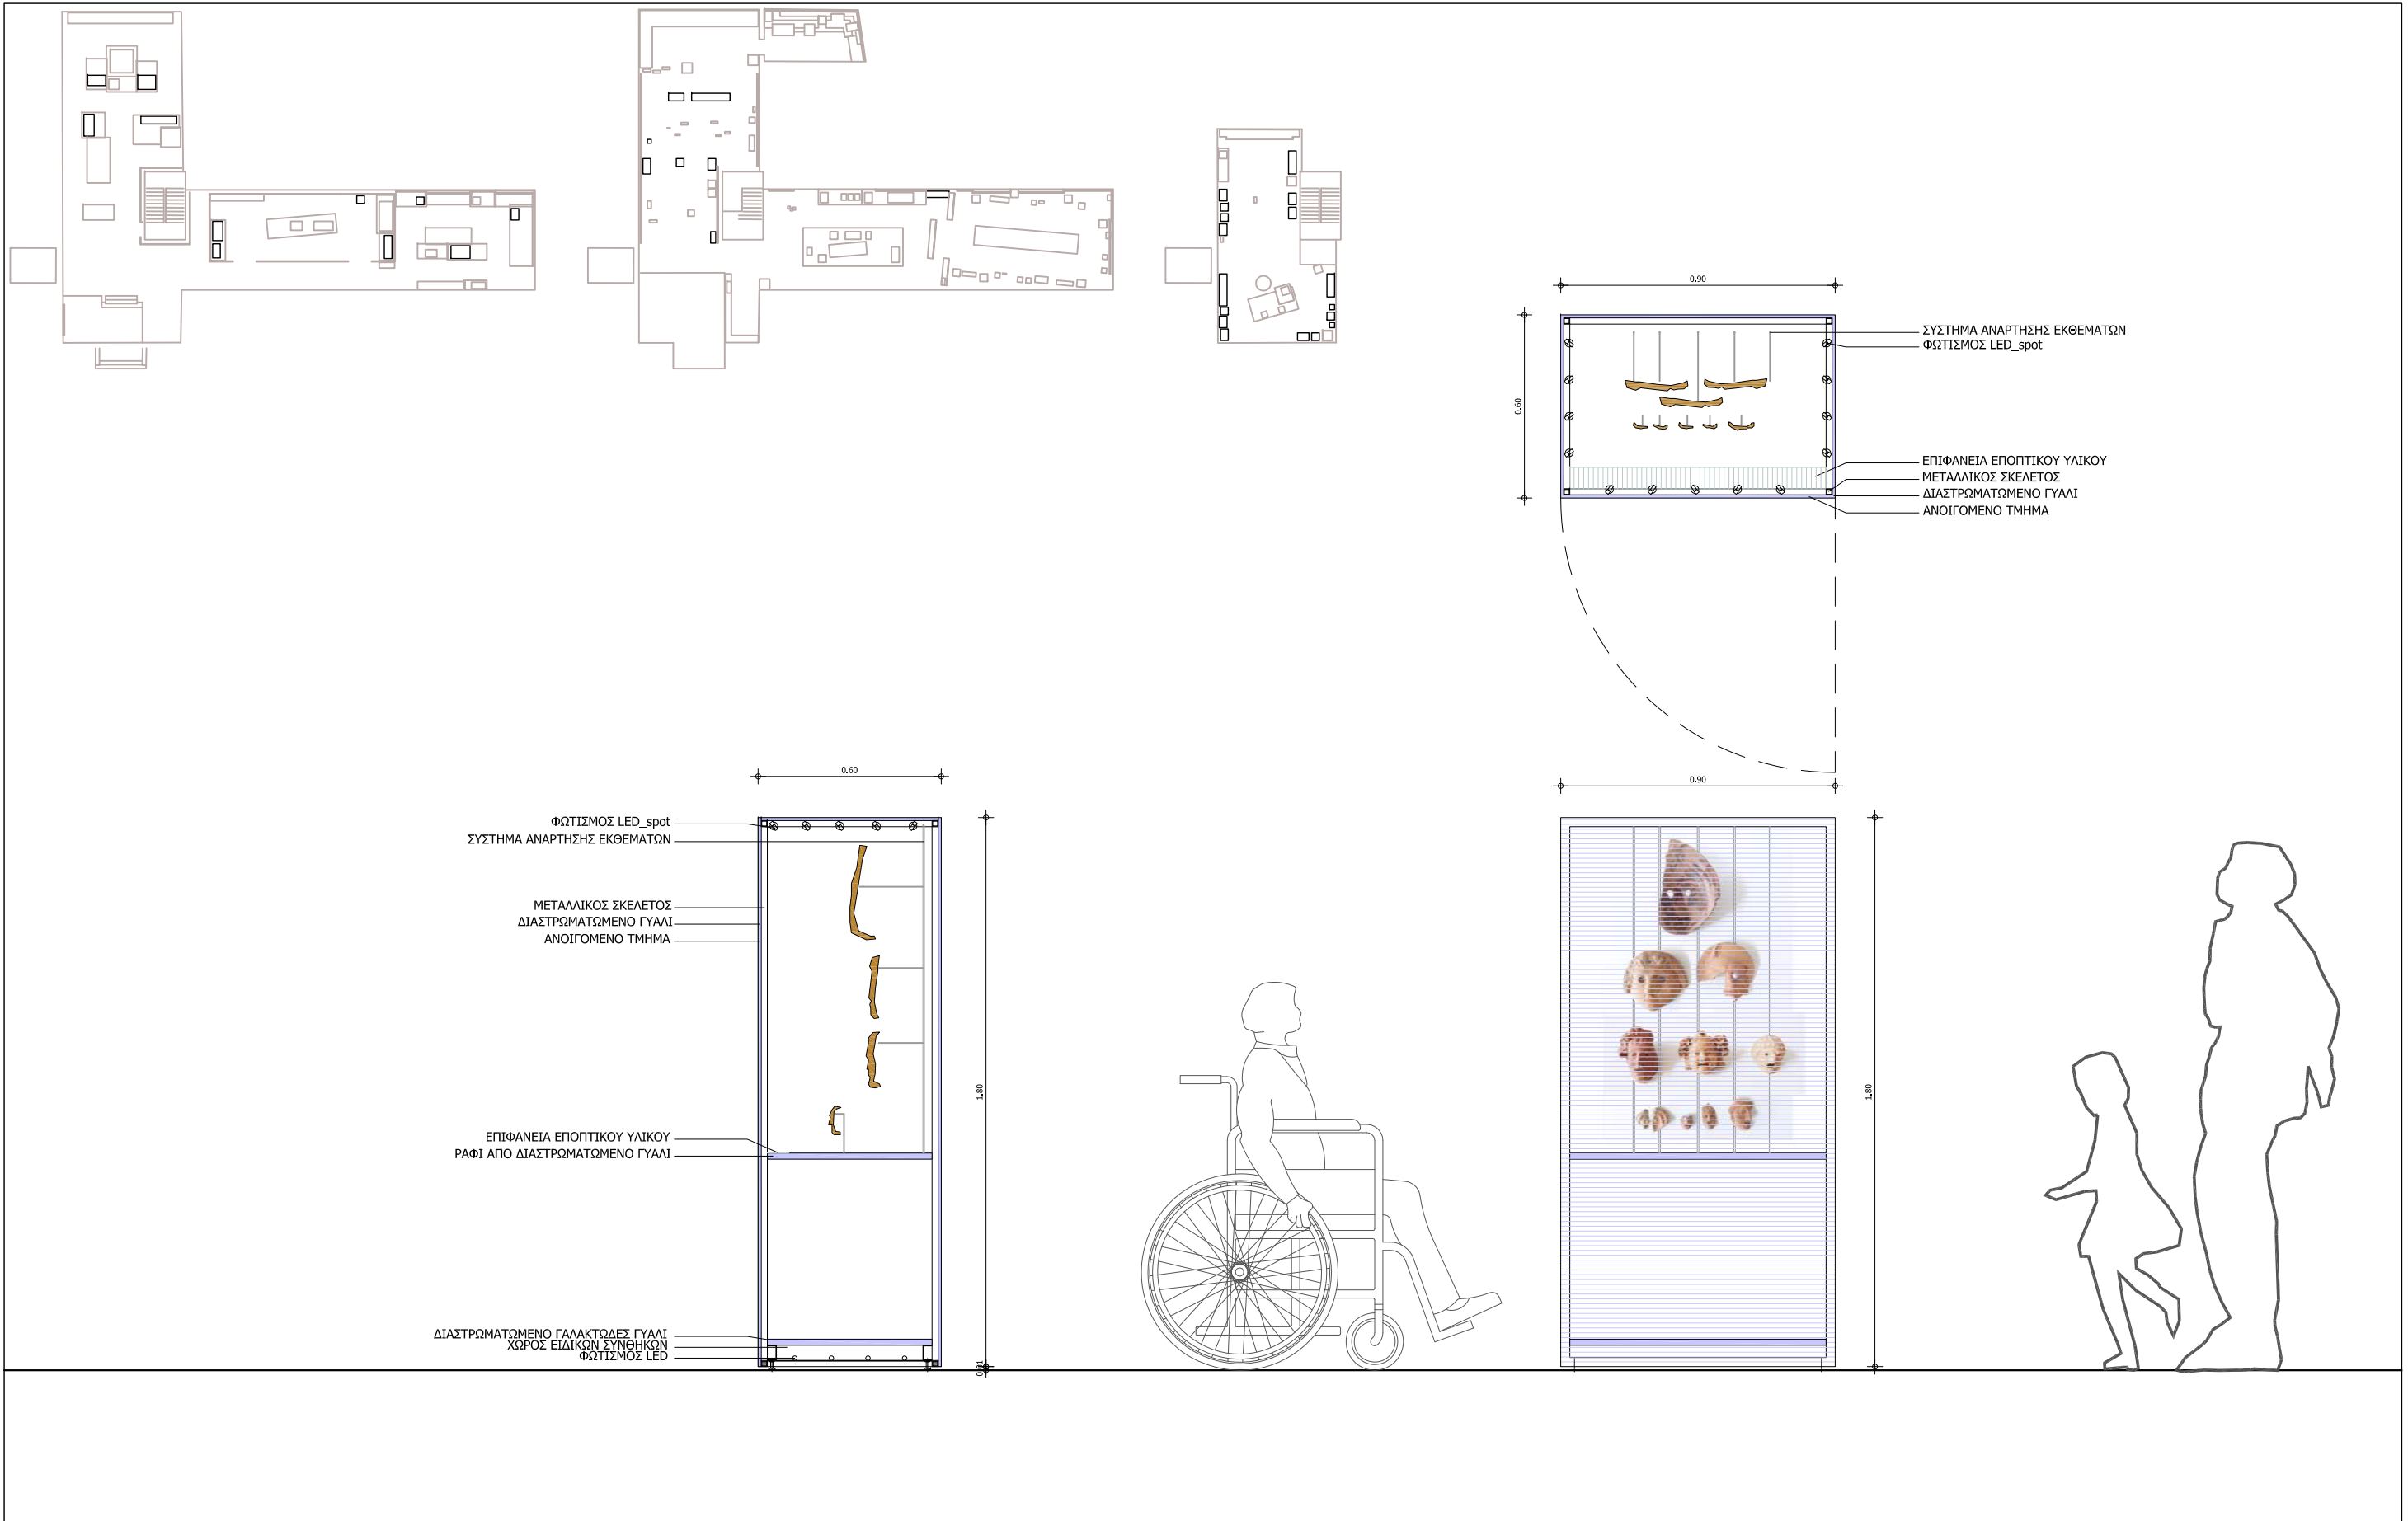 0.90
0.60
ΣΥΣΤΗΜΑ ΑΝΑΡΤΗΣΗΣ ΕΚΘΕΜΑΤΩΝ
ΦΩΤΙΣΜΟΣ LED_spot
ΕΠΙΦΑΝΕΙΑ ΕΠΟΠΤΙΚΟΥ ΥΛΙΚΟΥ
ΜΕΤΑΛΛΙΚΟΣ ΣΚΕΛΕΤΟΣ
ΔΙΑΣΤΡΩΜΑΤΩΜΕΝΟ ΓΥΑΛΙ
ΑΝΟΙΓΟΜΕΝΟ ΤΜΗΜΑ
0.60
0.90
ΦΩΤΙΣΜΟΣ LED_spot
ΣΥΣΤΗΜΑ ΑΝΑΡΤΗΣΗΣ ΕΚΘΕΜΑΤΩΝ
ΜΕΤΑΛΛΙΚΟΣ ΣΚΕΛΕΤΟΣ
ΔΙΑΣΤΡΩΜΑΤΩΜΕΝΟ ΓΥΑΛΙ
ΑΝΟΙΓΟΜΕΝΟ ΤΜΗΜΑ
1.80
1.80
ΕΠΙΦΑΝΕΙΑ ΕΠΟΠΤΙΚΟΥ ΥΛΙΚΟΥ
ΡΑΦΙ ΑΠΟ ΔΙΑΣΤΡΩΜΑΤΩΜΕΝΟ ΓΥΑΛΙ
ΔΙΑΣΤΡΩΜΑΤΩΜΕΝΟ ΓΑΛΑΚΤΩΔΕΣ ΓΥΑΛΙ
ΧΩΡΟΣ ΕΙΔΙΚΩΝ ΣΥΝΘΗΚΩΝ
ΦΩΤΙΣΜΟΣ LED